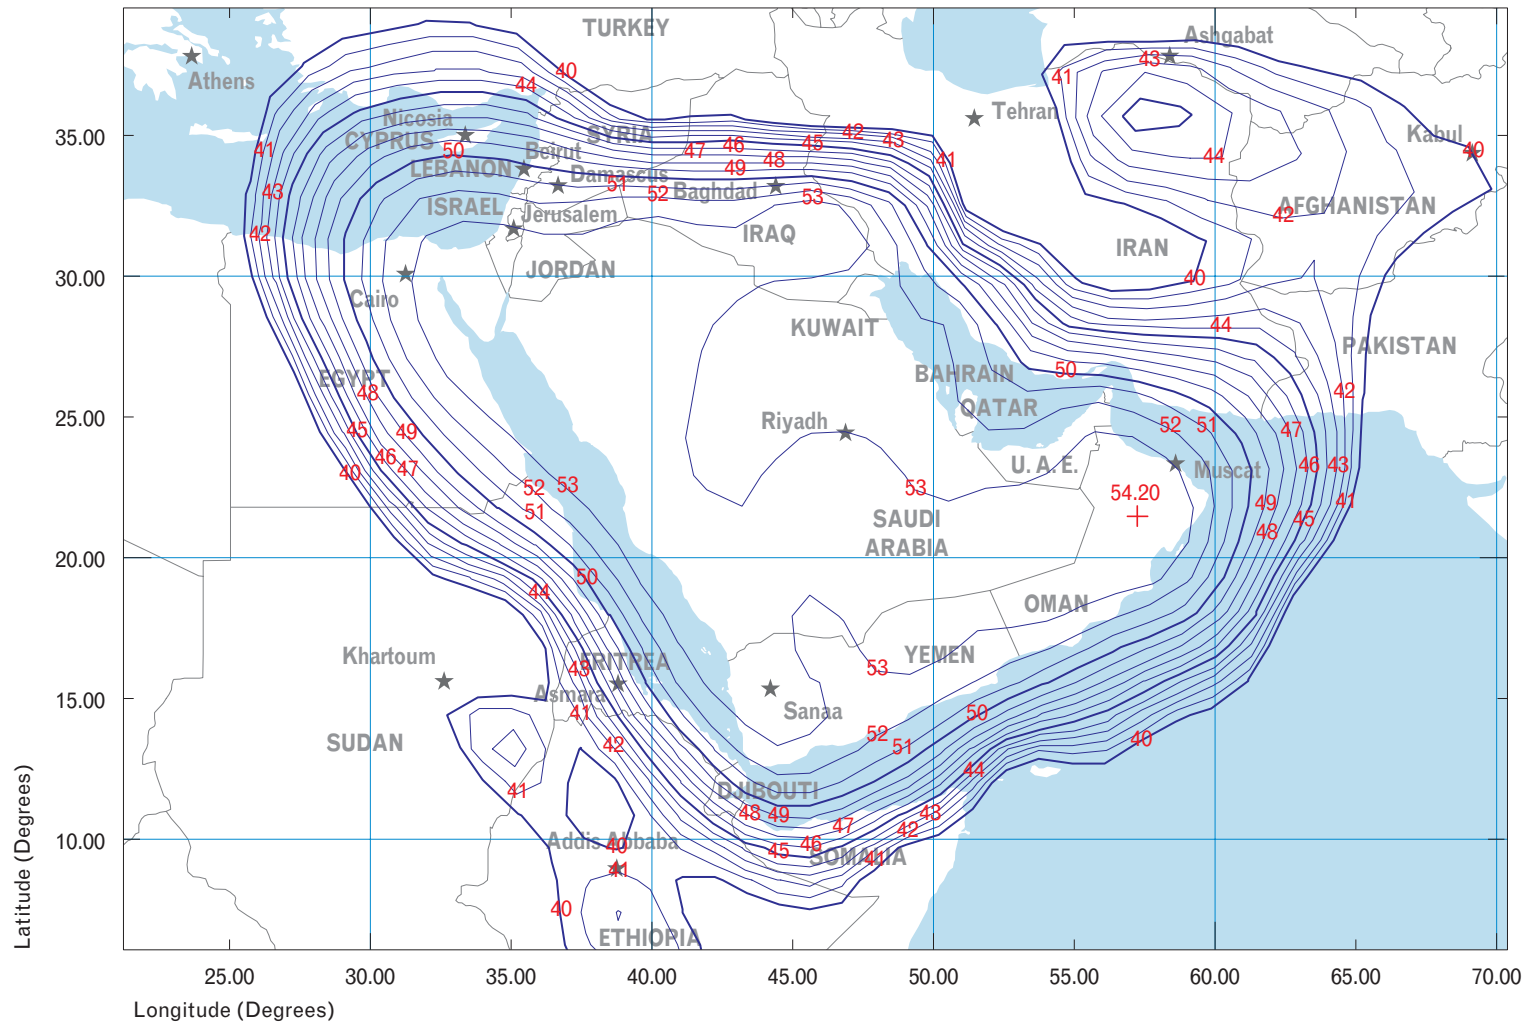 TURKEY
Ashgabat
43
40
41
Athens
44
Tehran
Nicosia
CYPRUS
SYRIA
42
43
35.00
Kabul
41
50
Beirut
47
46
45
41
44
40
LEBANON
48
Damascus
49
43
51
52
Baghdad
53
ISRAEL
Jerusalem
AFGHANISTAN
42
42
IRAQ
IRAN
JORDAN
30.00
40
Cairo
KUWAIT
44
PAKISTAN
EGYPT
48
BAHRAIN
50
42
QATAR
25.00
45
49
Riyadh
52
51
47
46
47
40
U. A. E.
Muscat
46
43
52
53
53
54.20
49
41
51
SAUDI
ARABIA
45
48
20.00
50
44
OMAN
Khartoum
43
ERITREA
53
YEMEN
15.00
Asmara
41
Sanaa
50
SUDAN
42
52
51
40
44
41
DJIBOUTI
48
49
47
43
42
10.00
Addis Abbaba
40
45
46
SOMALIA
41
41
40
ETHIOPIA
25.00
30.00
35.00
40.00
45.00
50.00
55.00
60.00
65.00
70.00
Latitude (Degrees)
Longitude (Degrees)